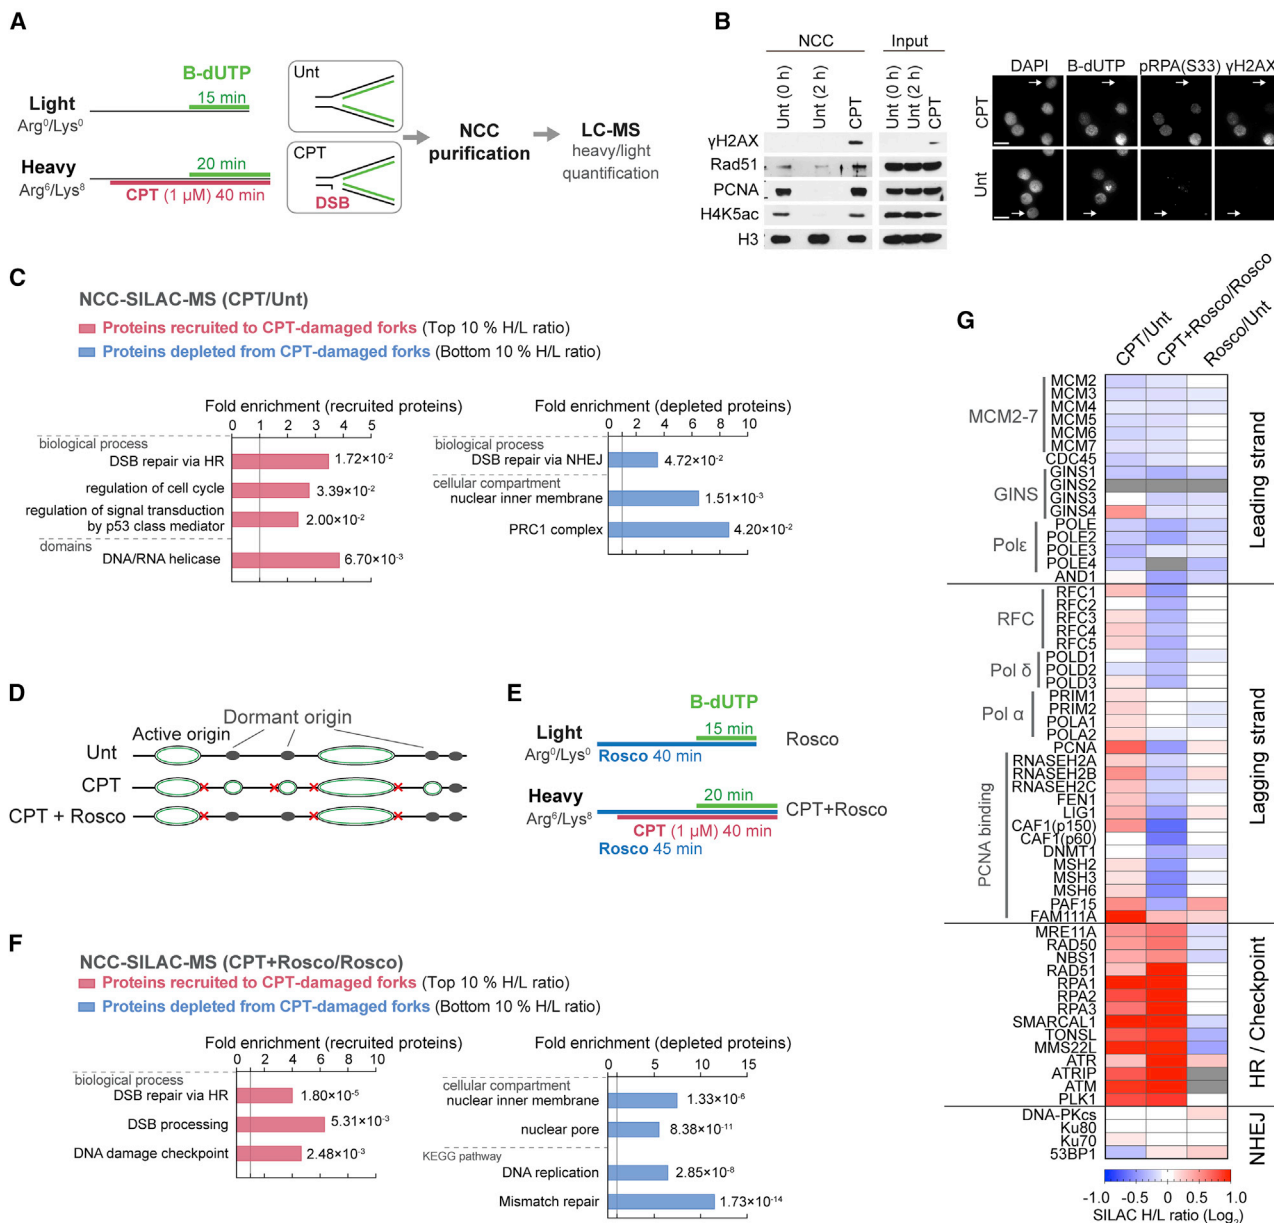 A
B-dUTP
15 min
Light
Arg⁰/Lys⁰
20 min
Heavy
Arg⁶/Lys⁸
CPT (1 µM) 40 min
Unt
CPT
DSB
NCC
purification
LC-MS
heavy/light
quantification
B
NCC
Input
Unt (0 h)
Unt (2 h)
CPT
Unt (0 h)
Unt (2 h)
CPT
γH2AX
Rad51
PCNA
H4K5ac
H3
DAPI
B-dUTP
pRPA(S33)
γH2AX
CPT
Unt
C
NCC-SILAC-MS (CPT/Unt)
Proteins recruited to CPT-damaged forks (Top 10 % H/L ratio)
Proteins depleted from CPT-damaged forks (Bottom 10 % H/L ratio)
Fold enrichment (recruited proteins)
0 1 2 3 4 5
biological process
DSB repair via HR 1.72×10⁻²
regulation of cell cycle 3.39×10⁻²
regulation of signal transduction
by p53 class mediator 2.00×10⁻²
domains
DNA/RNA helicase 6.70×10⁻³
Fold enrichment (depleted proteins)
0 2 4 6 8 10
biological process
DSB repair via NHEJ 4.72×10⁻²
cellular compartment
nuclear inner membrane 1.51×10⁻³
PRC1 complex 4.20×10⁻²
D
Dormant origin
Active origin
Unt
CPT
CPT + Rosco
E
B-dUTP
15 min
Light
Arg⁰/Lys⁰
Rosco 40 min
Rosco
20 min
Heavy
Arg⁶/Lys⁸
CPT+Rosco
CPT (1 µM) 40 min
Rosco 45 min
F
NCC-SILAC-MS (CPT+Rosco/Rosco)
Proteins recruited to CPT-damaged forks (Top 10 % H/L ratio)
Proteins depleted from CPT-damaged forks (Bottom 10 % H/L ratio)
Fold enrichment (recruited proteins)
0 2 4 6 8 10
biological process
DSB repair via HR 1.80×10⁻⁵
DSB processing 5.31×10⁻³
DNA damage checkpoint 2.48×10⁻³
Fold enrichment (depleted proteins)
0 5 10 15
cellular compartment
nuclear inner membrane 1.33×10⁻⁶
nuclear pore 8.38×10⁻¹¹
KEGG pathway
DNA replication 2.85×10⁻⁸
Mismatch repair 1.73×10⁻¹⁴
G
CPT/Unt
CPT+Rosco/Rosco
Rosco/Unt
MCM2-7
MCM2
MCM3
MCM4
MCM5
MCM6
MCM7
CDC45
GINS
GINS1
GINS2
GINS3
GINS4
Polε
POLE
POLE2
POLE3
POLE4
AND1
Leading strand
RFC
RFC1
RFC2
RFC3
RFC4
RFC5
Pol δ
POLD1
POLD2
POLD3
Pol α
PRIM1
PRIM2
POLA1
POLA2
PCNA
PCNA binding
RNASEH2A
RNASEH2B
RNASEH2C
FEN1
LIG1
CAF1(p150)
CAF1(p60)
DNMT1
MSH2
MSH3
MSH6
PAF15
FAM111A
Lagging strand
MRE11A
RAD50
NBS1
RAD51
RPA1
RPA2
RPA3
SMARCAL1
TONSL
MMS22L
ATR
ATRIP
ATM
PLK1
HR / Checkpoint
DNA-PKcs
Ku80
Ku70
53BP1
NHEJ
-1.0 -0.5 0 0.5 1.0
SILAC H/L ratio (Log₂)